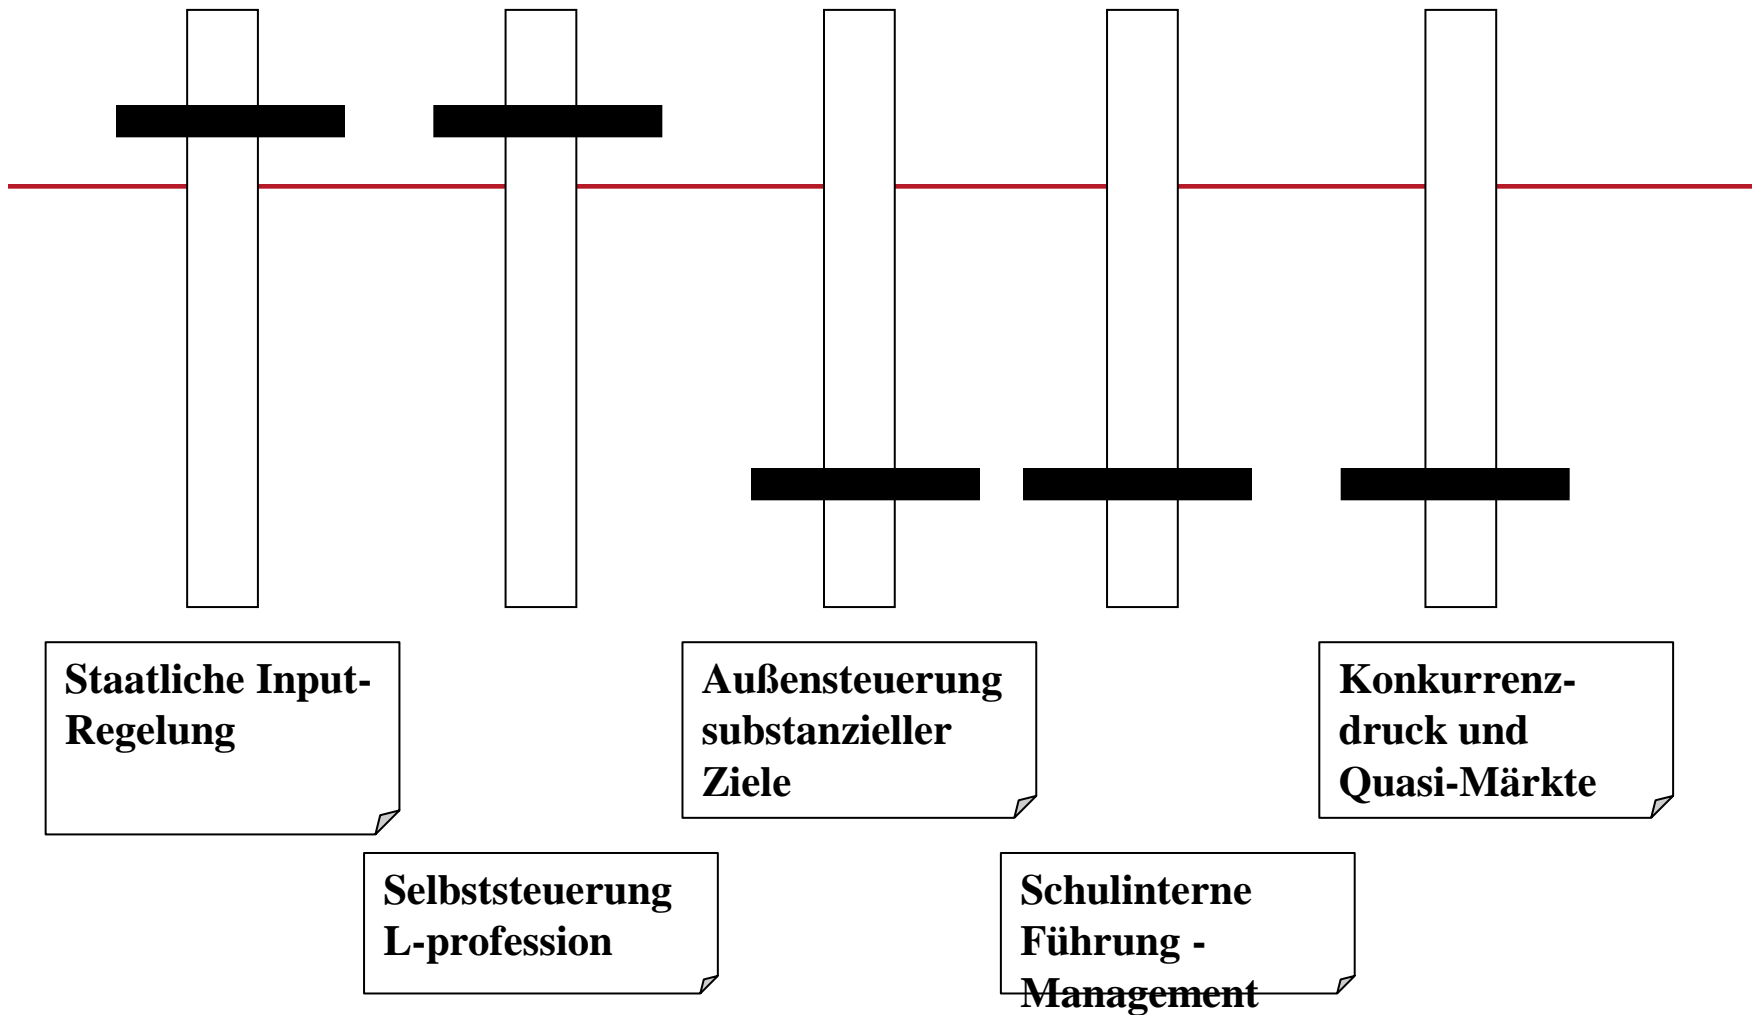 Staatliche Input-
Regelung
Selbststeuerung
L-profession
Außensteuerung
substanzieller
Ziele
Schulinterne
Führung -
Management
Konkurrenz-
druck und
Quasi-Märkte